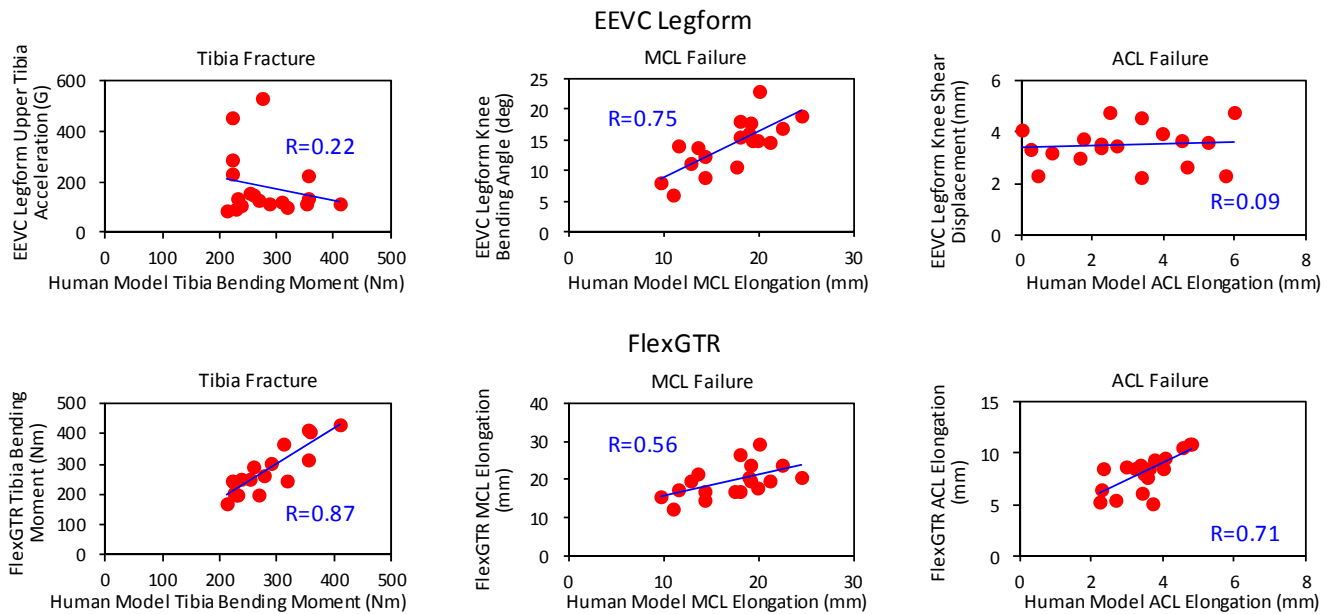 EEVC Legform
Tibia Fracture
EEVC Legform Upper Tibia
Acceleration (G)
600
400
200
0
R=0.22
0 100 200 300 400 500
Human Model Tibia Bending Moment (Nm)
MCL Failure
EEVC Legform Knee
Bending Angle (deg)
25
20
15
10
5
0
R=0.75
0 10 20 30
Human Model MCL Elongation (mm)
ACL Failure
EEVC Legform Knee Shear
Displacement (mm)
6
4
2
0
R=0.09
0 2 4 6 8
Human Model ACL Elongation (mm)
FlexGTR
Tibia Fracture
FlexGTR Tibia Bending
Moment (Nm)
500
400
300
200
100
0
R=0.87
0 100 200 300 400 500
Human Model Tibia Bending Moment (Nm)
MCL Failure
FlexGTR MCL Elongation
(mm)
40
30
20
10
0
R=0.56
0 10 20 30
Human Model MCL Elongation (mm)
ACL Failure
FlexGTR ACL Elongation
(mm)
15
10
5
0
R=0.71
0 2 4 6 8
Human Model ACL Elongation (mm)